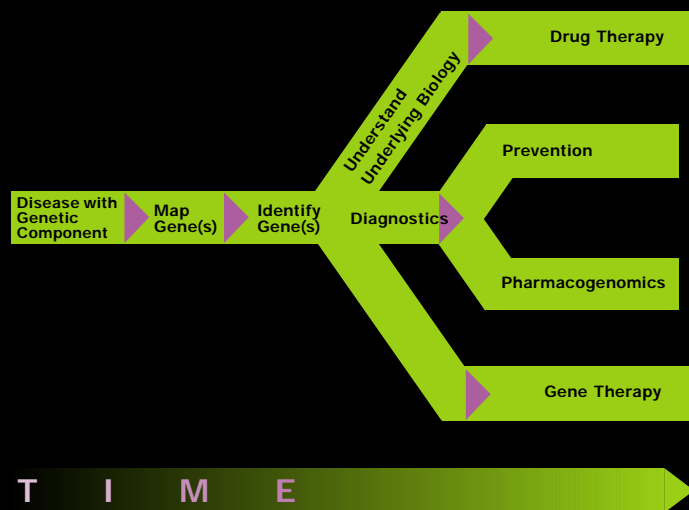 Drug Therapy
Understand
Underlying Biology
Prevention
Disease with
Genetic
Component
Map
Gene(s)
Identify
Gene(s)
Diagnostics
Pharmacogenomics
Gene Therapy
T I M E